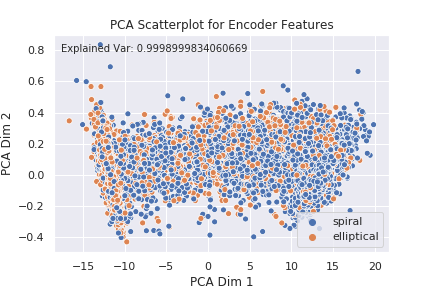 PCA Scatterplot for Encoder Features
Explained Var: 0.9998999834060669
PCA Dim 2
0.8
0.6
0.4
0.2
0.0
−0.2
−0.4
−15
−10
−5
0
5
10
15
20
PCA Dim 1
spiral
elliptical